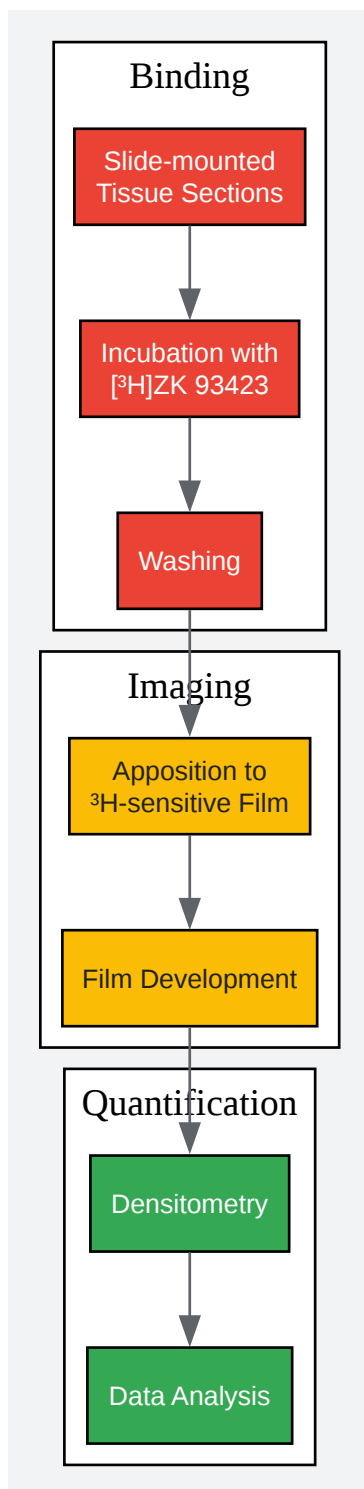 Binding
Slide-mounted
Tissue Sections
Incubation with
[³H]ZK 93423
Washing
Imaging
Apposition to
³H-sensitive Film
Film Development
Quantification
Densitometry
Data Analysis